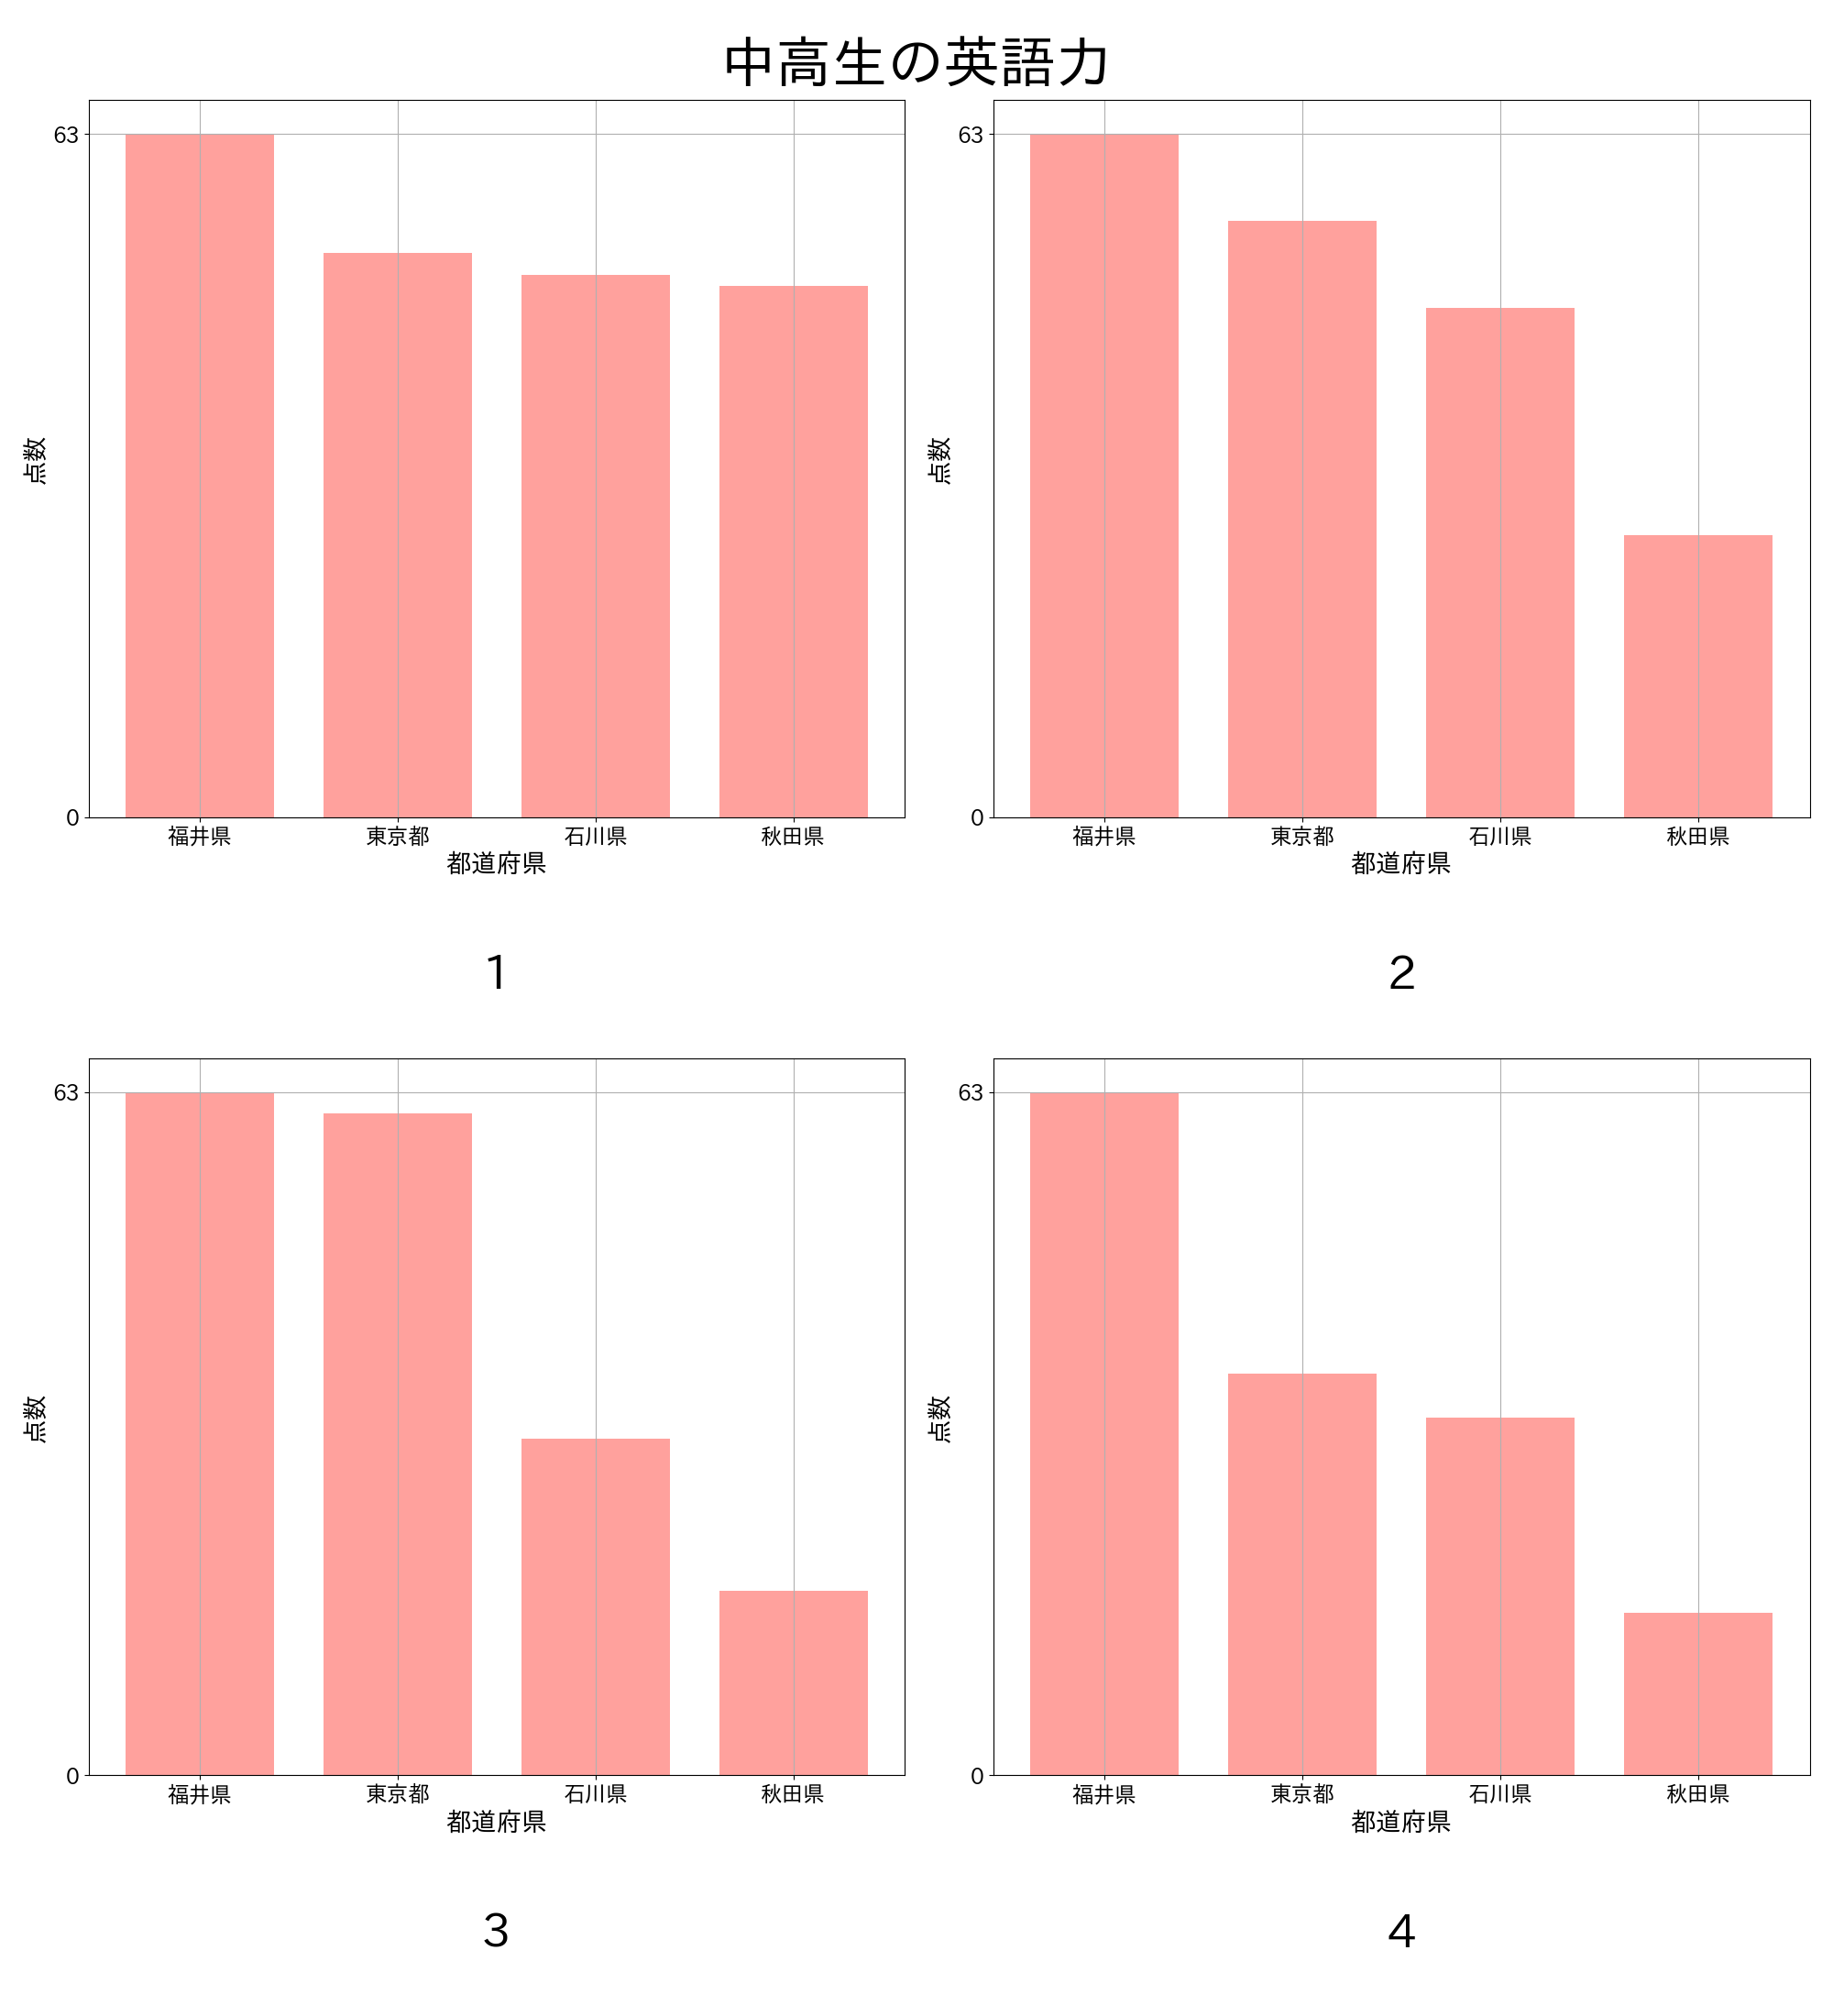 中高生の英語力
63
0
点数
福井県 東京都 石川県 秋田県
都道府県
1
63
0
点数
福井県 東京都 石川県 秋田県
都道府県
2
63
0
点数
福井県 東京都 石川県 秋田県
都道府県
3
63
0
点数
福井県 東京都 石川県 秋田県
都道府県
4